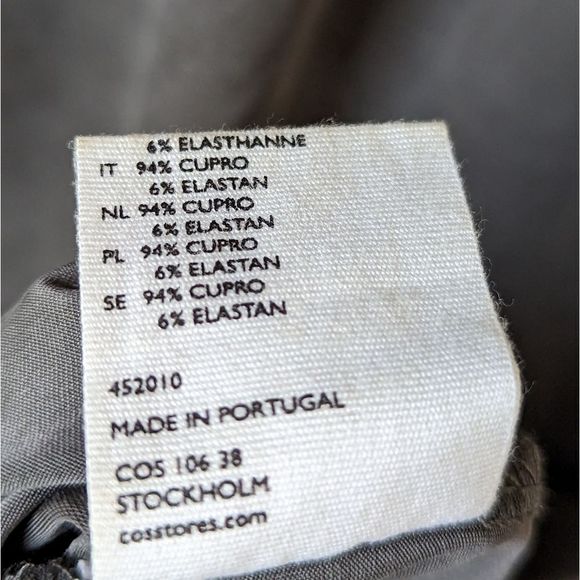 6% ELASTHANNE
IT 94% CUPRO
6% ELASTAN
NL 94% CUPRO
6% ELASTAN
PL 94% CUPRO
6% ELASTAN
SE 94% CUPRO
6% ELASTAN
452010
MADE IN PORTUGAL
COS 106 38
STOCKHOLM
cosstores.com